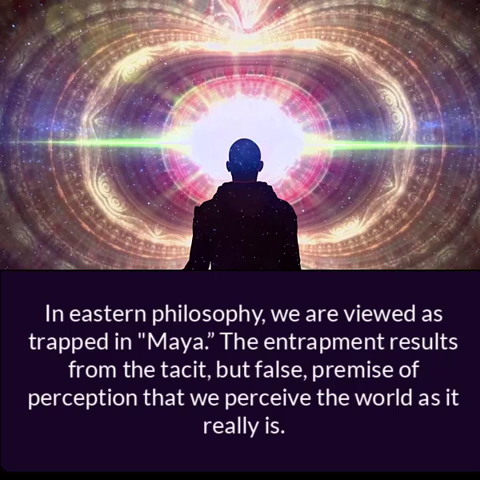 In eastern philosophy, we are viewed as
trapped in "Maya.” The entrapment results
from the tacit, but false, premise of
perception that we perceive the world as it
really is.